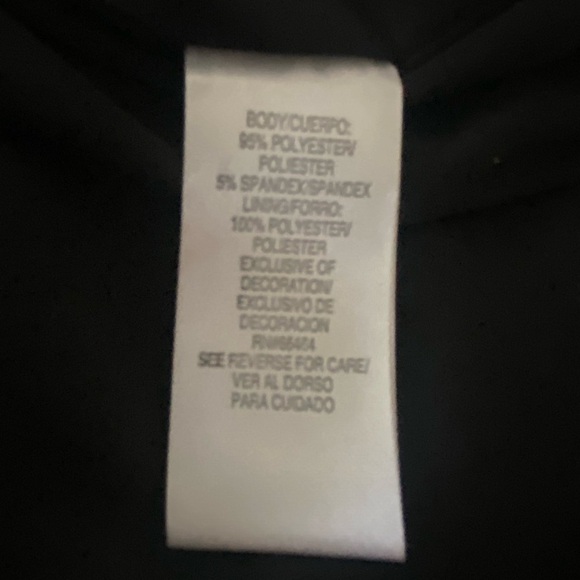 BODY/CUERPO:
95% POLYESTER/
POLIESTER
5% SPANDEX/SPANDEX
LINING/FORRO:
100% POLYESTER/
POLIESTER
EXCLUSIVE OF
DECORATION/
EXCLUSIVO DE
DECORACION
SEE REVERSE FOR CARE/
VER AL DORSO
PARA CUIDADO